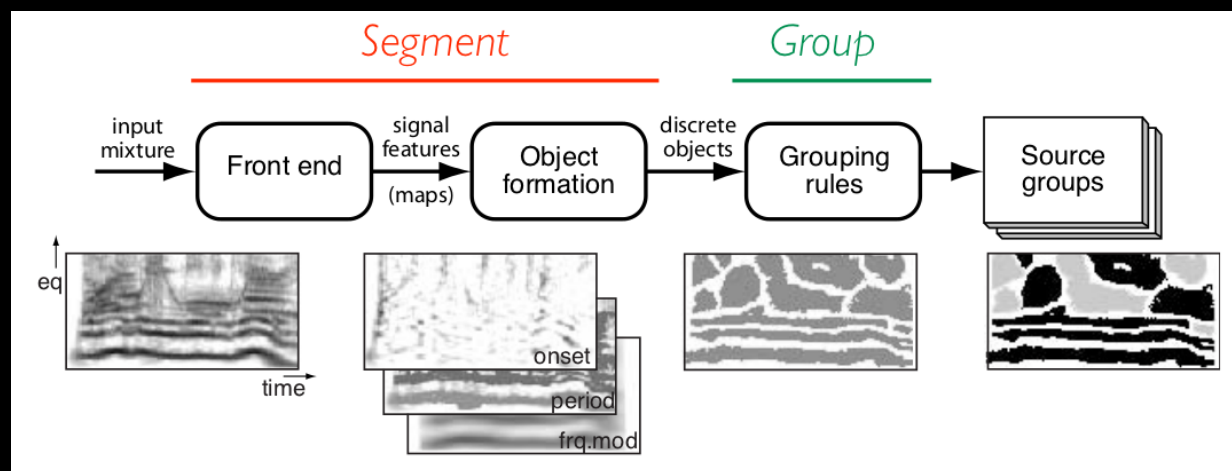 Segment
Group
input
mixture
Front end
signal
features
(maps)
Object
formation
discrete
objects
Grouping
rules
Source
groups
eq
time
onset
period
frq.mod